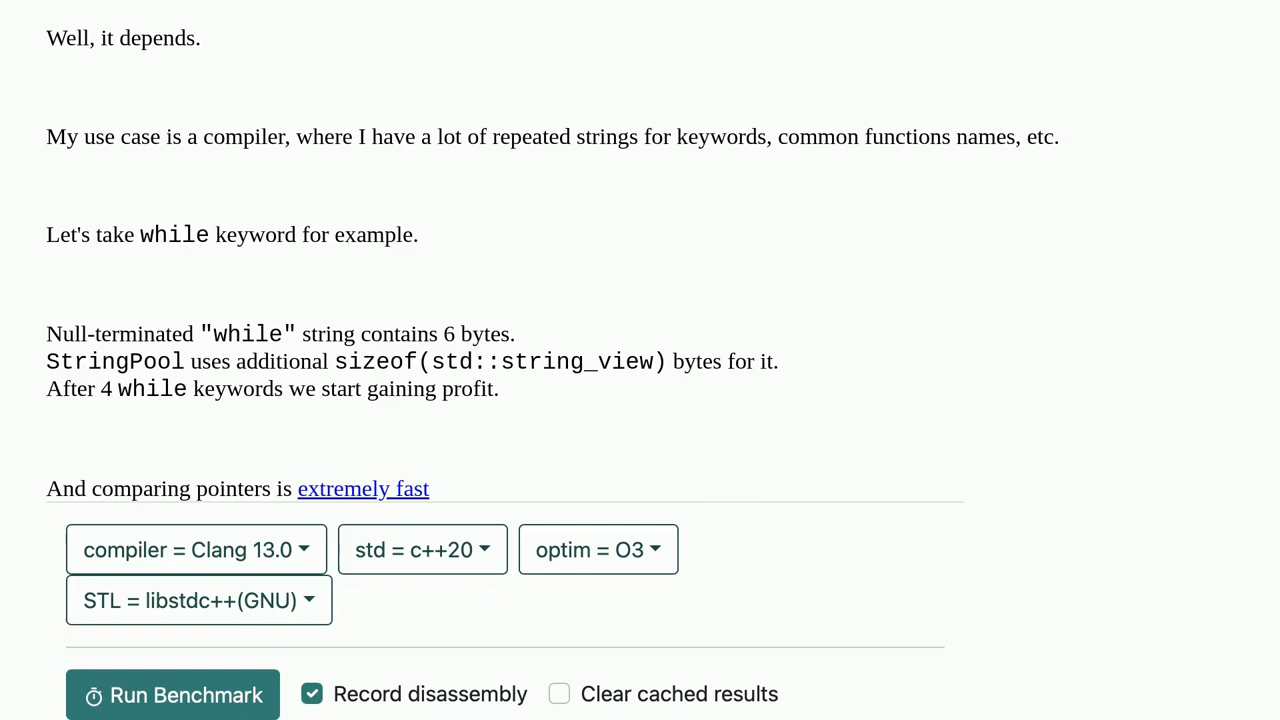 Well, it depends.
My use case is a compiler, where I have a lot of repeated strings for keywords, common functions names, etc.
Let's take while keyword for example.
Null-terminated "while" string contains 6 bytes.
StringPool uses additional sizeof(std::string_view) bytes for it.
After 4 while keywords we start gaining profit.
And comparing pointers is extremely fast
compiler = Clang 13.0 std = c++20 optim = O3
STL = libstdc++(GNU)
Run Benchmark Record disassembly Clear cached results